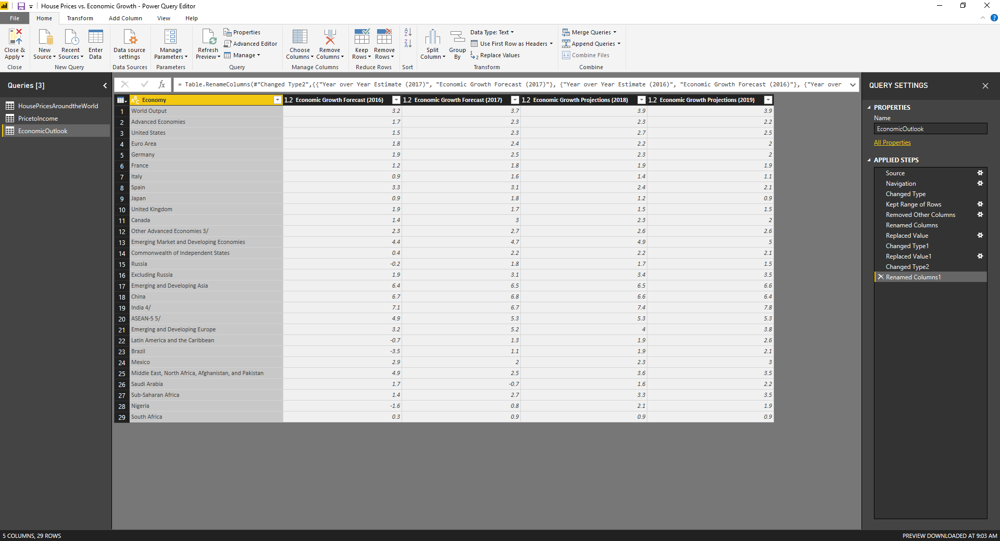 House Prices vs. Economic Growth - Power Query Editor
File Home Transform Add Column View Help
Close & Apply
New Source
Recent Sources
Enter Data
Data source settings
Manage Parameters
Refresh Preview
Properties
Advanced Editor
Manage
Choose Columns
Remove Columns
Keep Rows
Remove Rows
Split Column
Group By
Data Type: Text
Use First Row as Headers
Replace Values
Merge Queries
Append Queries
Combine Files
Close New Query Data Sources Parameters Query Manage Columns Reduce Rows Sort Transform Combine
Queries [3]
HousePricesAroundtheWorld
PricetoIncome
EconomicOutlook
fx = Table.RenameColumns(#"Changed Type2",{{"Year over Year Estimate (2017)", "Economic Growth Forecast (2017)"}, {"Year over Year Estimate (2016)", "Economic Growth Forecast (2016)"}, {"Year over
ABC Economy 1.2 Economic Growth Forecast (2016) 1.2 Economic Growth Forecast (2017) 1.2 Economic Growth Projections (2018) 1.2 Economic Growth Projections (2019)
1 World Output 3.2 3.7 3.9 3.9
2 Advanced Economies 1.7 2.3 2.3 2.2
3 United States 1.5 2.3 2.7 2.5
4 Euro Area 1.8 2.4 2.2 2
5 Germany 1.9 2.5 2.3 2
6 France 1.2 1.8 1.9 1.9
7 Italy 0.9 1.6 1.4 1.1
8 Spain 3.3 3.1 2.4 2.1
9 Japan 0.9 1.8 1.2 0.9
10 United Kingdom 1.9 1.7 1.5 1.5
11 Canada 1.4 3 2.3 2
12 Other Advanced Economies 3/ 2.3 2.7 2.6 2.6
13 Emerging Market and Developing Economies 4.4 4.7 4.9 5
14 Commonwealth of Independent States 0.4 2.2 2.2 2.1
15 Russia -0.2 1.8 1.7 1.5
16 Excluding Russia 1.9 3.1 3.4 3.5
17 Emerging and Developing Asia 6.4 6.5 6.5 6.6
18 China 6.7 6.8 6.6 6.4
19 India 4/ 7.1 6.7 7.4 7.8
20 ASEAN-5 5/ 4.9 5.3 5.3 5.3
21 Emerging and Developing Europe 3.2 5.2 4 3.8
22 Latin America and the Caribbean -0.7 1.3 1.9 2.6
23 Brazil -3.5 1.1 1.9 2.1
24 Mexico 2.9 2 2.3 3
25 Middle East, North Africa, Afghanistan, and Pakistan 4.9 2.5 3.6 3.5
26 Saudi Arabia 1.7 -0.7 1.6 2.2
27 Sub-Saharan Africa 1.4 2.7 3.3 3.5
28 Nigeria -1.6 0.8 2.1 1.9
29 South Africa 0.3 0.9 0.9 0.9
QUERY SETTINGS
PROPERTIES
Name
EconomicOutlook
All Properties
APPLIED STEPS
Source
Navigation
Changed Type
Kept Range of Rows
Removed Other Columns
Renamed Columns
Replaced Value
Changed Type1
Replaced Value1
Changed Type2
Renamed Columns1
5 COLUMNS, 29 ROWS
PREVIEW DOWNLOADED AT 9:03 AM